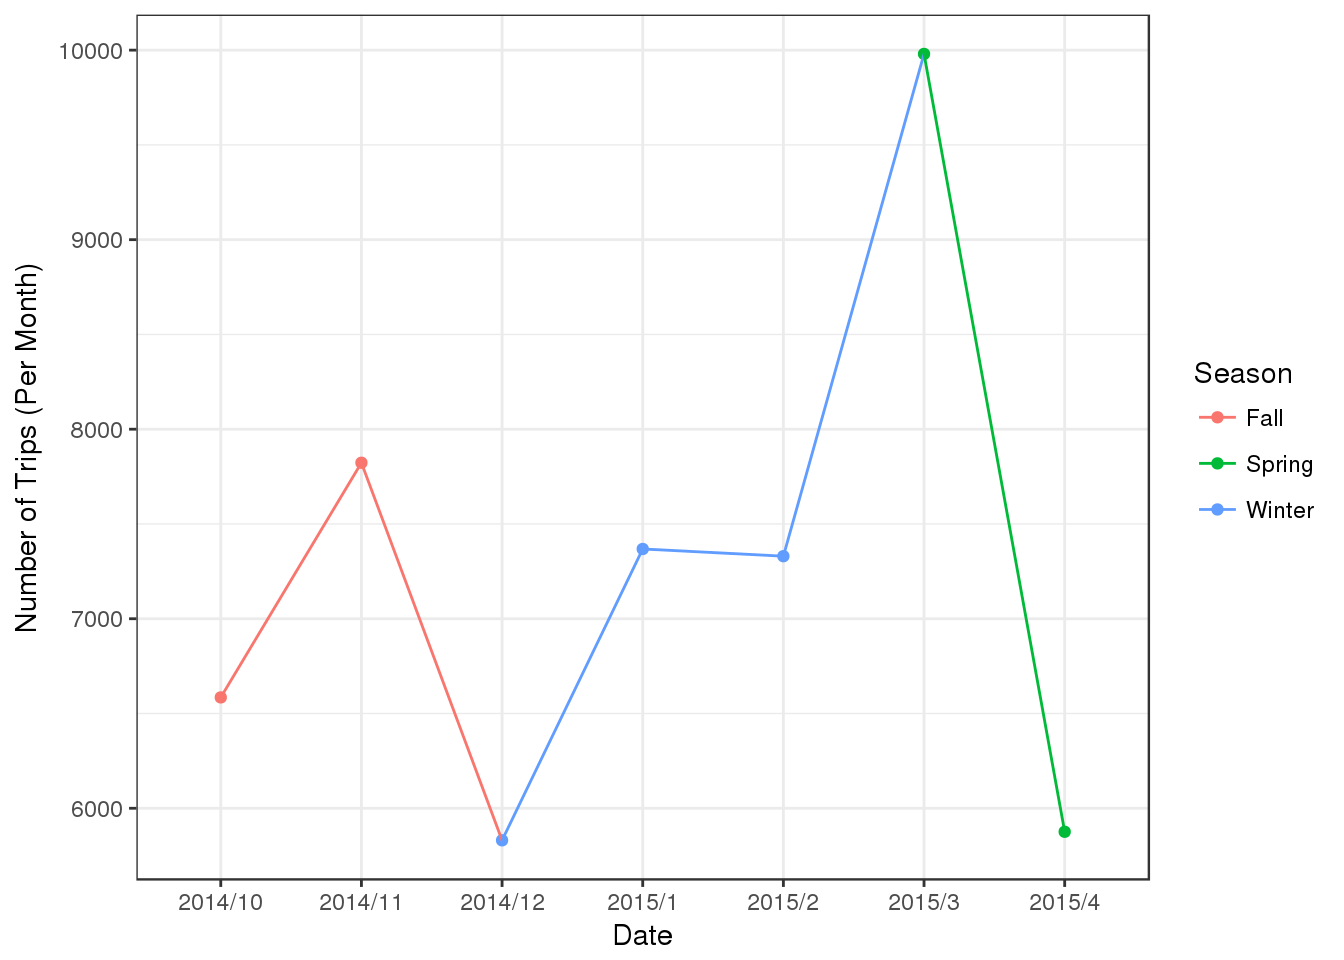 10000
9000
8000
7000
6000
Number of Trips (Per Month)
2014/10 2014/11 2014/12 2015/1 2015/2 2015/3 2015/4
Date
Season
Fall
Spring
Winter